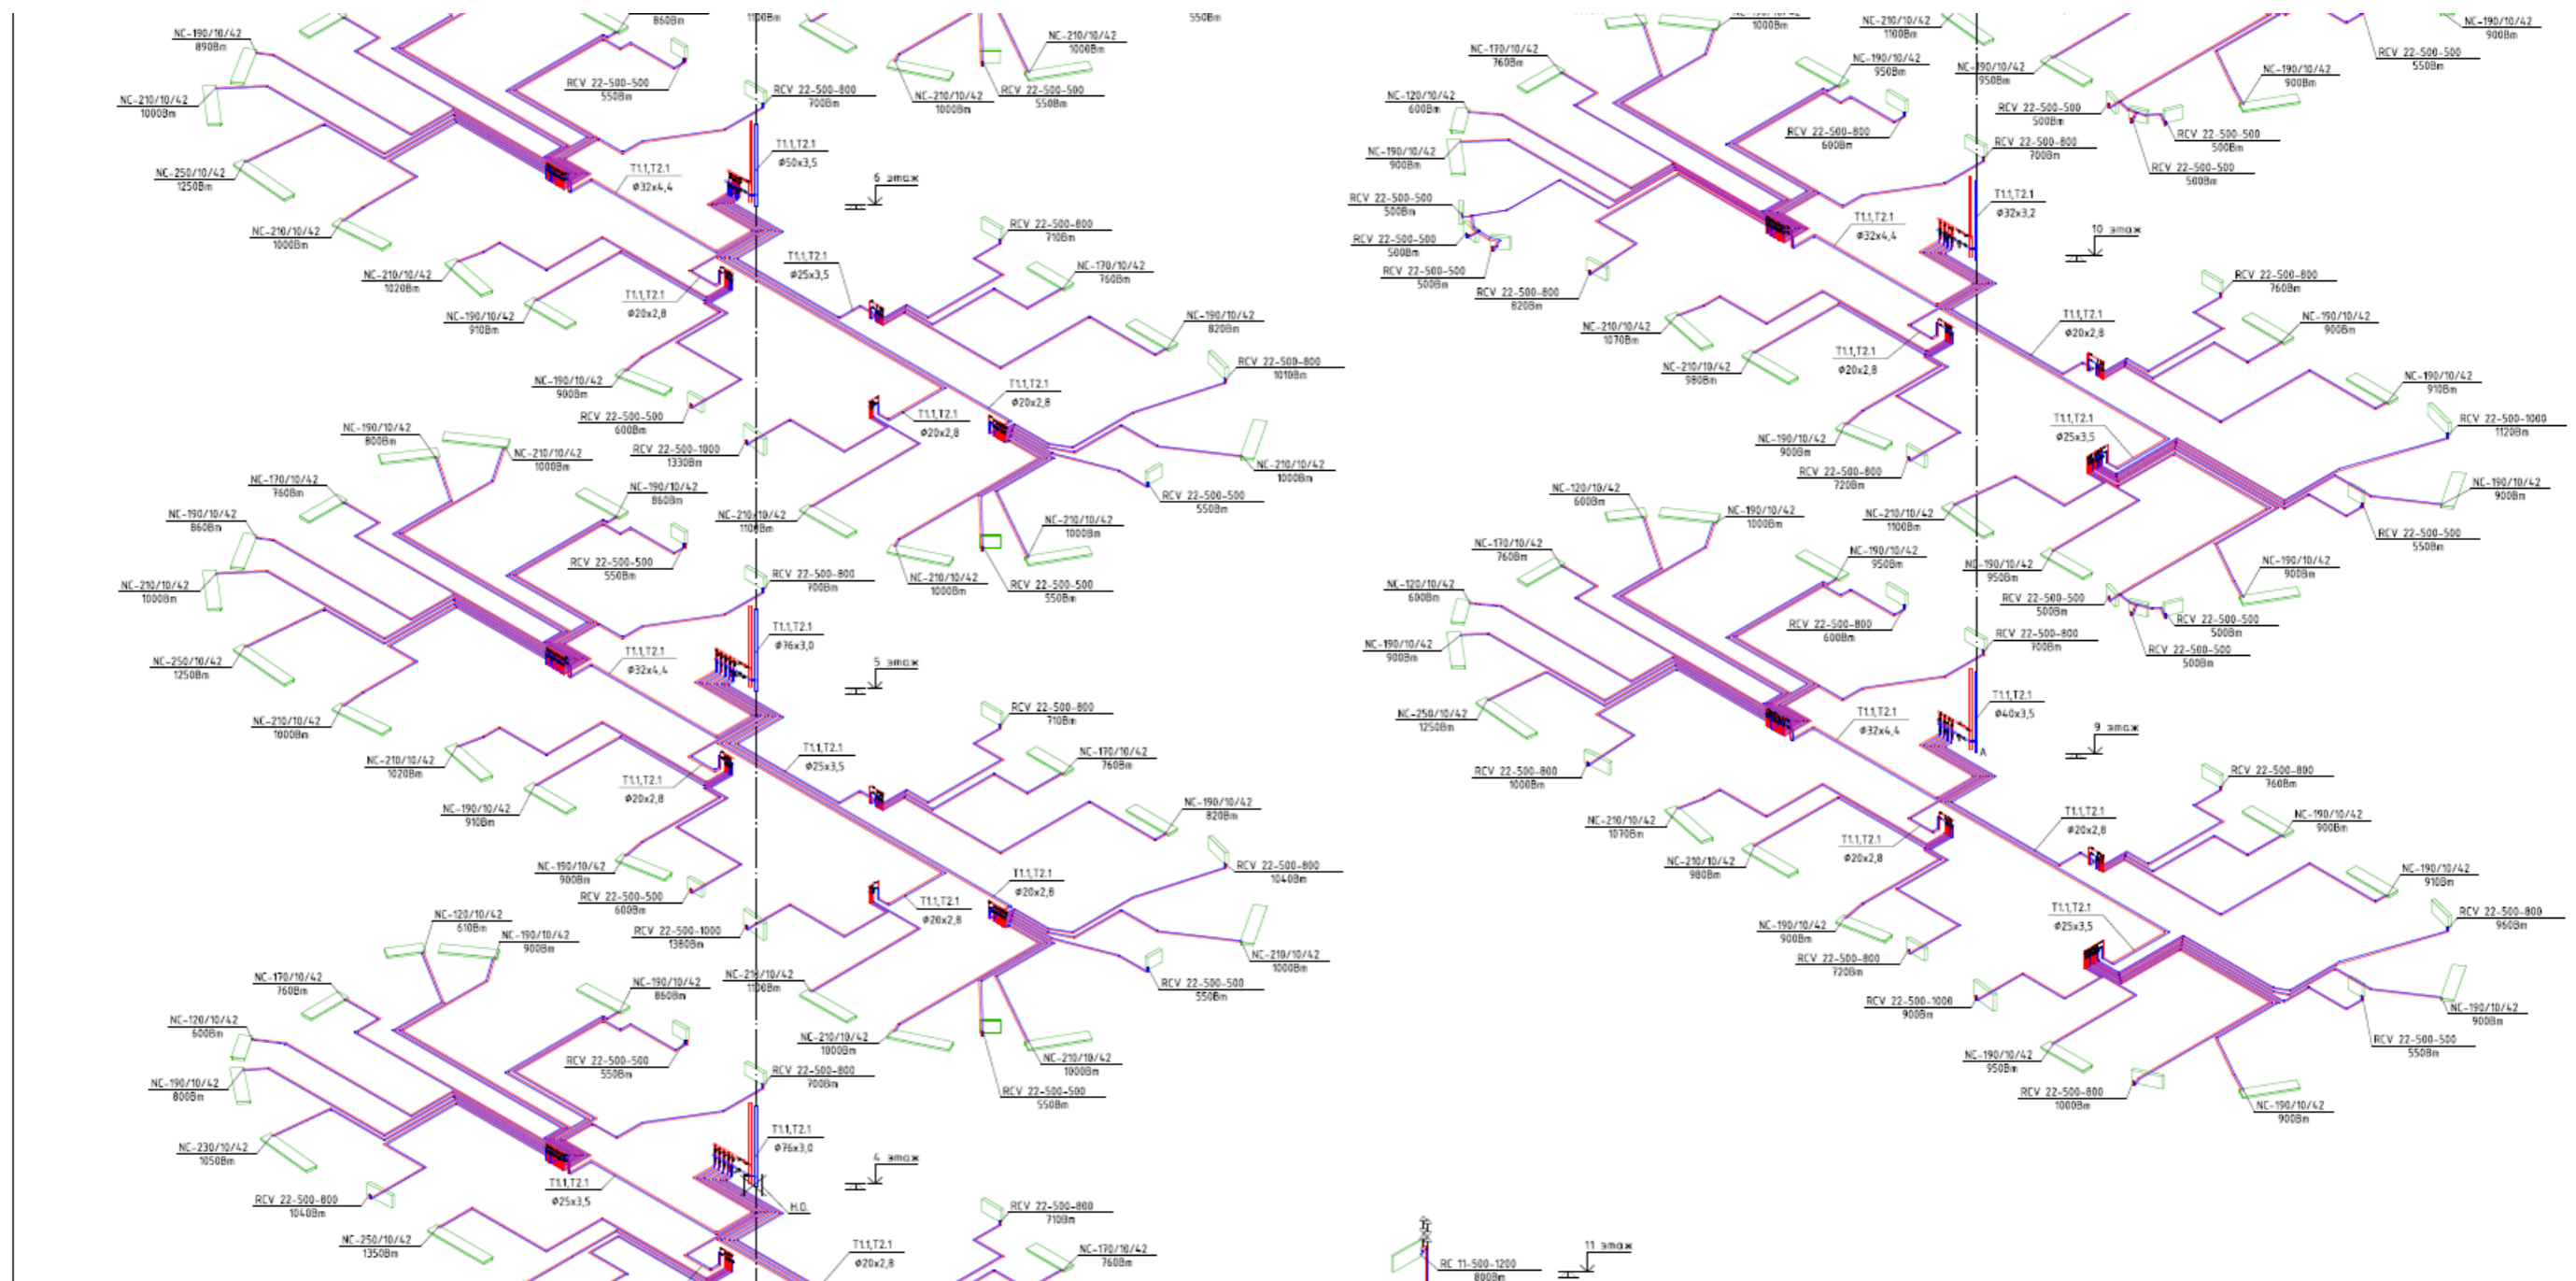 860Вт
1100Вт
550Вт
NC-190/10/42
890Вт
NC-210/10/42
1000Вт
RCV 22-500-500
550Вт
RCV 22-500-800
700Вт
NC-210/10/42
1000Вт
RCV 22-500-500
550Вт
NC-210/10/42
1000Вт
NC-250/10/42
1250Вт
T1.1,T2.1
Ø50x3,5
T1.1,T2.1
Ø32x4,4
6 этаж
NC-210/10/42
1000Вт
RCV 22-500-800
710Вт
T1.1,T2.1
Ø25x3,5
NC-170/10/42
760Вт
NC-210/10/42
1020Вт
T1.1,T2.1
Ø20x2,8
NC-190/10/42
910Вт
NC-190/10/42
820Вт
RCV 22-500-800
1010Вт
NC-190/10/42
900Вт
T1.1,T2.1
Ø20x2,8
RCV 22-500-500
600Вт
T1.1,T2.1
Ø20x2,8
NC-190/10/42
800Вт
NC-210/10/42
1000Вт
RCV 22-500-1000
1330Вт
NC-210/10/42
1000Вт
NC-170/10/42
760Вт
NC-190/10/42
860Вт
RCV 22-500-500
550Вт
NC-190/10/42
860Вт
NC-210/10/42
1100Вт
NC-210/10/42
1000Вт
RCV 22-500-500
550Вт
RCV 22-500-800
700Вт
NC-210/10/42
1000Вт
RCV 22-500-500
550Вт
NC-210/10/42
1000Вт
T1.1,T2.1
Ø76x3,0
NC-250/10/42
1250Вт
T1.1,T2.1
Ø32x4,4
5 этаж
NC-210/10/42
1000Вт
RCV 22-500-800
710Вт
NC-210/10/42
1020Вт
T1.1,T2.1
Ø25x3,5
NC-170/10/42
760Вт
T1.1,T2.1
Ø20x2,8
NC-190/10/42
910Вт
NC-190/10/42
820Вт
NC-190/10/42
900Вт
T1.1,T2.1
Ø20x2,8
RCV 22-500-800
1040Вт
RCV 22-500-500
600Вт
T1.1,T2.1
Ø20x2,8
NC-120/10/42
610Вт
NC-190/10/42
900Вт
RCV 22-500-1000
1380Вт
NC-210/10/42
1000Вт
NC-170/10/42
760Вт
NC-190/10/42
860Вт
NC-210/10/42
1100Вт
RCV 22-500-500
550Вт
NC-120/10/42
600Вт
RCV 22-500-500
550Вт
NC-210/10/42
1000Вт
NC-210/10/42
1000Вт
NC-190/10/42
800Вт
RCV 22-500-800
700Вт
RCV 22-500-500
550Вт
NC-230/10/42
1050Вт
T1.1,T2.1
Ø76x3,0
4 этаж
T1.1,T2.1
Ø25x3,5
RCV 22-500-800
1040Вт
Н.О.
RCV 22-500-800
710Вт
NC-250/10/42
1350Вт
T1.1,T2.1
Ø20x2,8
NC-170/10/42
760Вт
1000Вт
NC-210/10/42
1100Вт
NC-190/10/42
900Вт
NC-170/10/42
760Вт
NC-190/10/42
950Вт
NC-190/10/42
950Вт
550Вт
NC-190/10/42
900Вт
NC-120/10/42
600Вт
RCV 22-500-800
600Вт
RCV 22-500-500
500Вт
RCV 22-500-500
500Вт
RCV 22-500-500
500Вт
NC-190/10/42
900Вт
RCV 22-500-800
700Вт
RCV 22-500-500
500Вт
T1.1,T2.1
Ø32x3,2
T1.1,T2.1
Ø32x4,4
10 этаж
RCV 22-500-500
500Вт
RCV 22-500-500
500Вт
RCV 22-500-800
820Вт
RCV 22-500-800
760Вт
NC-210/10/42
1070Вт
T1.1,T2.1
Ø20x2,8
NC-190/10/42
900Вт
T1.1,T2.1
Ø20x2,8
NC-210/10/42
980Вт
NC-190/10/42
910Вт
NC-190/10/42
900Вт
T1.1,T2.1
Ø25x3,5
RCV 22-500-1000
1120Вт
RCV 22-500-800
720Вт
NC-120/10/42
600Вт
NC-190/10/42
1000Вт
NC-210/10/42
1100Вт
NC-190/10/42
900Вт
RCV 22-500-500
550Вт
NC-170/10/42
760Вт
NC-190/10/42
950Вт
NC-190/10/42
950Вт
NC-190/10/42
900Вт
NC-120/10/42
600Вт
RCV 22-500-800
600Вт
RCV 22-500-500
500Вт
RCV 22-500-500
500Вт
NC-190/10/42
900Вт
RCV 22-500-800
700Вт
RCV 22-500-500
500Вт
NC-250/10/42
1250Вт
T1.1,T2.1
Ø32x4,4
T1.1,T2.1
Ø40x3,5
A
9 этаж
RCV 22-500-800
1000Вт
RCV 22-500-800
760Вт
NC-210/10/42
1070Вт
T1.1,T2.1
Ø20x2,8
T1.1,T2.1
Ø20x2,8
NC-190/10/42
900Вт
NC-210/10/42
980Вт
NC-190/10/42
910Вт
NC-190/10/42
900Вт
T1.1,T2.1
Ø25x3,5
RCV 22-500-800
960Вт
RCV 22-500-800
720Вт
RCV 22-500-1000
900Вт
NC-190/10/42
900Вт
NC-190/10/42
950Вт
RCV 22-500-500
550Вт
RCV 22-500-800
1000Вт
NC-190/10/42
900Вт
11 этаж
RC 11-500-1200
800Вт